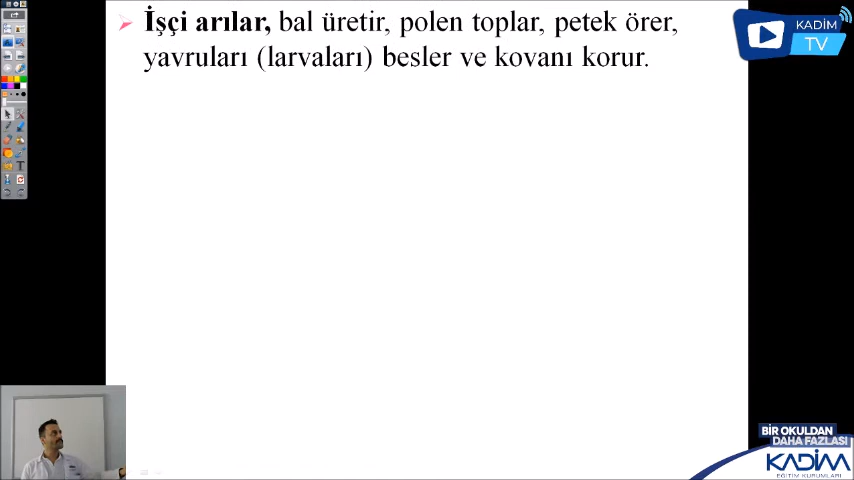 İşçi arılar, bal üretir, polen toplar, petek örer,
yavruları (larvaları) besler ve kovanı korur.
KADİM
TV
BİR OKULDAN
DAHA FAZLASI
KADİM
EĞİTİM KURUMLARI